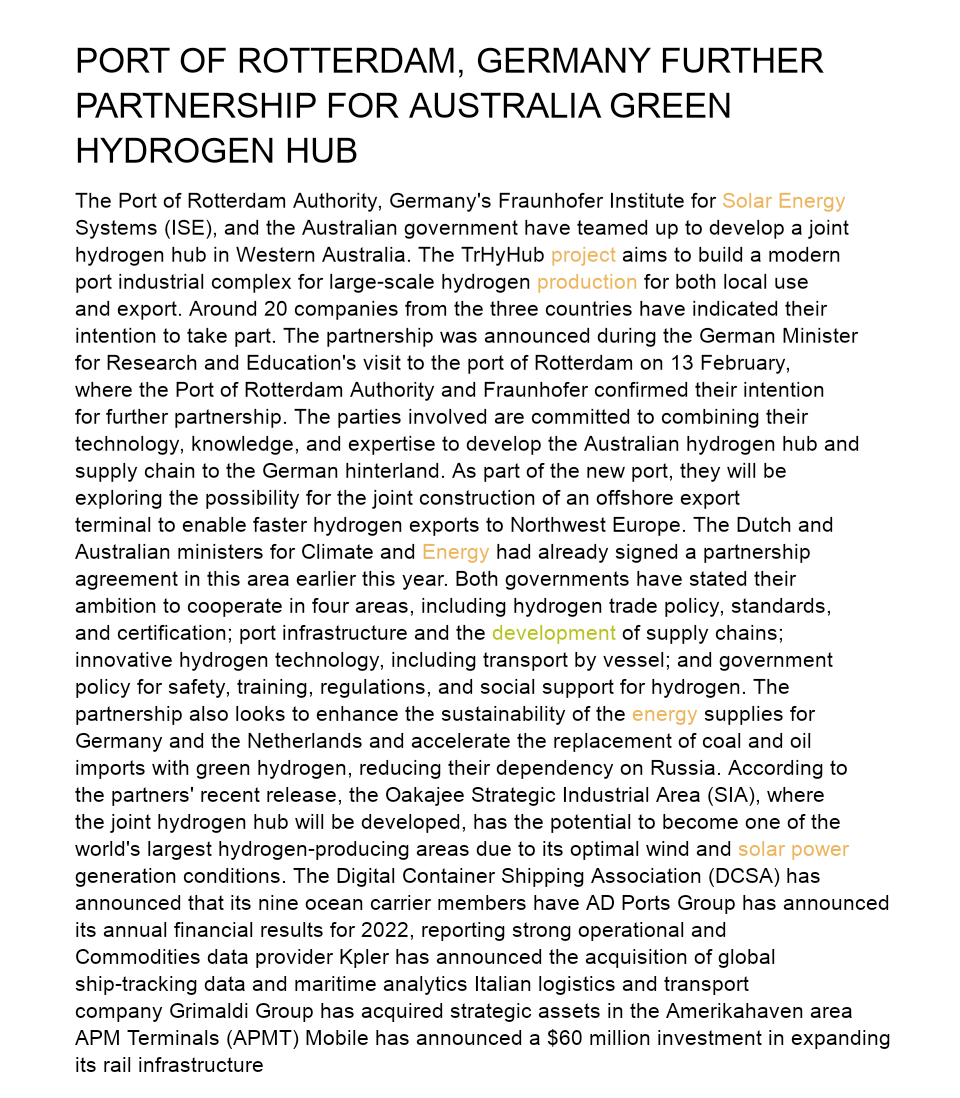 PORT OF ROTTERDAM, GERMANY FURTHER
PARTNERSHIP FOR AUSTRALIA GREEN
HYDROGEN HUB
The Port of Rotterdam Authority, Germany's Fraunhofer Institute for Solar Energy
Systems (ISE), and the Australian government have teamed up to develop a joint
hydrogen hub in Western Australia. The TrHyHub project aims to build a modern
port industrial complex for large-scale hydrogen production for both local use
and export. Around 20 companies from the three countries have indicated their
intention to take part. The partnership was announced during the German Minister
for Research and Education's visit to the port of Rotterdam on 13 February,
where the Port of Rotterdam Authority and Fraunhofer confirmed their intention
for further partnership. The parties involved are committed to combining their
technology, knowledge, and expertise to develop the Australian hydrogen hub and
supply chain to the German hinterland. As part of the new port, they will be
exploring the possibility for the joint construction of an offshore export
terminal to enable faster hydrogen exports to Northwest Europe. The Dutch and
Australian ministers for Climate and Energy had already signed a partnership
agreement in this area earlier this year. Both governments have stated their
ambition to cooperate in four areas, including hydrogen trade policy, standards,
and certification; port infrastructure and the development of supply chains;
innovative hydrogen technology, including transport by vessel; and government
policy for safety, training, regulations, and social support for hydrogen. The
partnership also looks to enhance the sustainability of the energy supplies for
Germany and the Netherlands and accelerate the replacement of coal and oil
imports with green hydrogen, reducing their dependency on Russia. According to
the partners' recent release, the Oakajee Strategic Industrial Area (SIA), where
the joint hydrogen hub will be developed, has the potential to become one of the
world's largest hydrogen-producing areas due to its optimal wind and solar power
generation conditions. The Digital Container Shipping Association (DCSA) has
announced that its nine ocean carrier members have AD Ports Group has announced
its annual financial results for 2022, reporting strong operational and
Commodities data provider Kpler has announced the acquisition of global
ship-tracking data and maritime analytics Italian logistics and transport
company Grimaldi Group has acquired strategic assets in the Amerikahaven area
APM Terminals (APMT) Mobile has announced a $60 million investment in expanding
its rail infrastructure